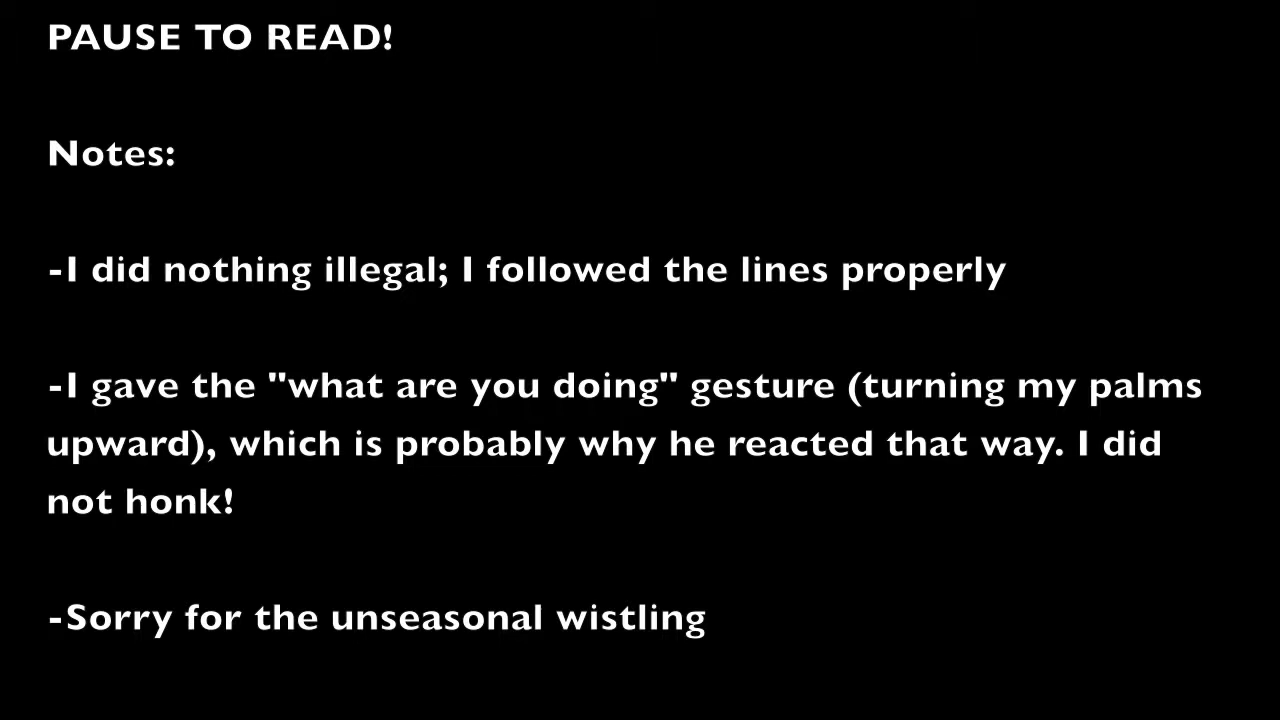 PAUSE TO READ!
Notes:
-I did nothing illegal; I followed the lines properly
-I gave the "what are you doing" gesture (turning my palms
upward), which is probably why he reacted that way. I did
not honk!
-Sorry for the unseasonal wistling